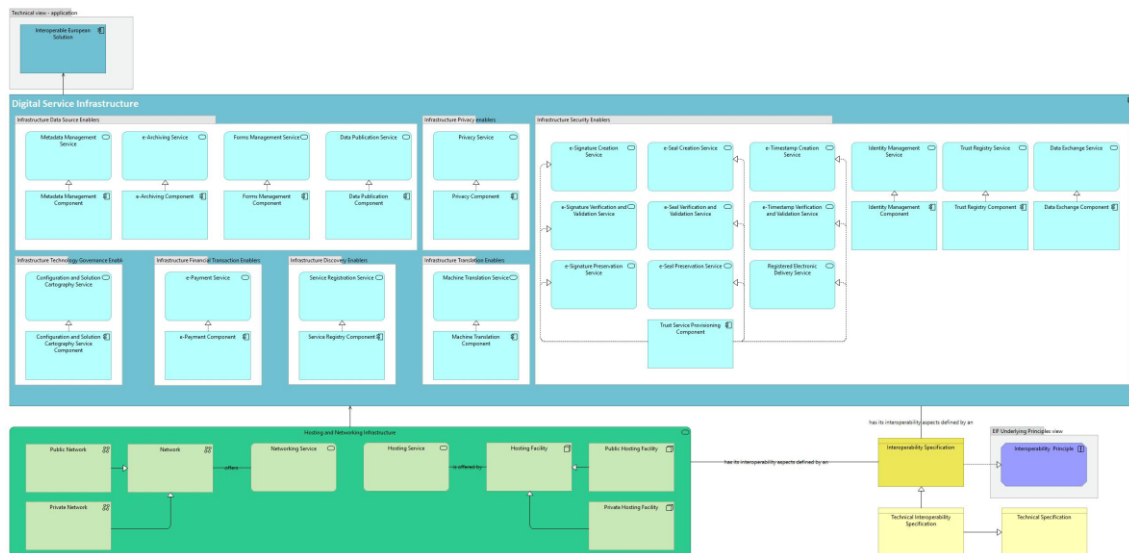 Technical view - application
Interoperable European
Solution
Digital Service Infrastructure
Infrastructure Data Source Enablers
Metadata Management
Service
e-Archiving Service
Forms Management Service
Data Publication Service
Metadata Management
Component
e-Archiving Component
Forms Management
Component
Data Publication
Component
Infrastructure Privacy enablers
Privacy Service
Privacy Component
Infrastructure Security Enablers
e-Signature Creation
Service
e-Seal Creation Service
e-Timestamp Creation
Service
Identity Management
Service
Trust Registry Service
Data Exchange Service
e-Signature Verification and
Validation Service
e-Seal Verification and
Validation Service
e-Timestamp Verification
and Validation Service
Identity Management
Component
Trust Registry Component
Data Exchange Component
e-Signature Preservation
Service
e-Seal Preservation Service
Registered Electronic
Delivery Service
Trust Service Provisioning
Component
Infrastructure Technology Governance Enabl
Configuration and Solution
Cartography Service
Configuration and Solution
Cartography Service
Component
Infrastructure Financial Transaction Enablers
e-Payment Service
e-Payment Component
Infrastructure Discovery Enablers
Service Registration Service
Service Registry Component
Infrastructure Translation Enablers
Machine Translation Service
Machine Translation
Component
Hosting and Networking Infrastructure
Public Network
Network
offers
Networking Service
Hosting Service
is offered by
Hosting Facility
Public Hosting Facility
Private Network
Private Hosting Facility
has its interoperability aspects defined by an
has its interoperability aspects defined by an
Interoperability Specification
EIF Underlying Principles view
Interoperability Principle
Technical Interoperability
Specification
Technical Specification